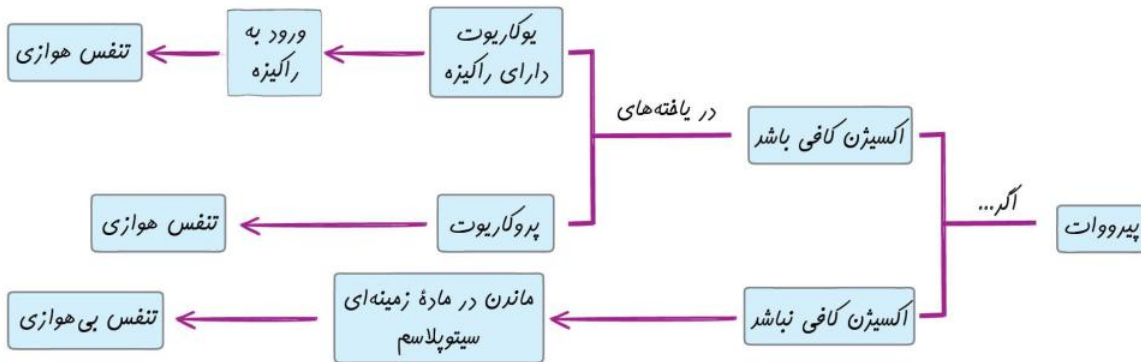 پیرووات
اگر...
اکسیژن کافی باشد
در یاخته‌های
یوکاریوت
دارای راکیزه
ورود به
راکیزه
تنفس هوازی
پروکاریوت
تنفس هوازی
اکسیژن کافی نباشد
ماندن در مادهٔ زمینه‌ای
سیتوپلاسم
تنفس بی‌هوازی